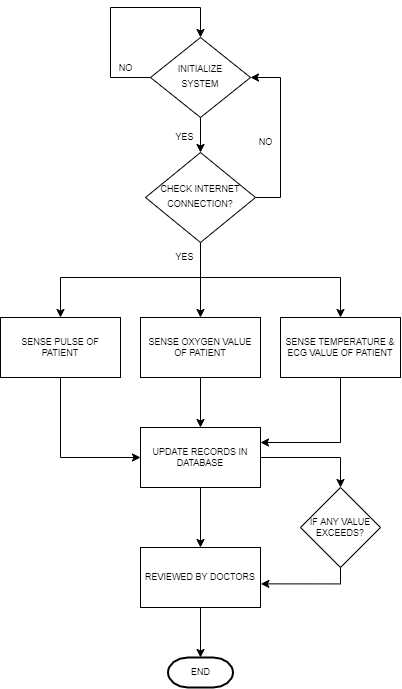 NO
INITIALIZE
SYSTEM
YES
NO
CHECK INTERNET
CONNECTION?
YES
SENSE PULSE OF
PATIENT
SENSE OXYGEN VALUE
OF PATIENT
SENSE TEMPERATURE &
ECG VALUE OF PATIENT
UPDATE RECORDS IN
DATABASE
IF ANY VALUE
EXCEEDS?
REVIEWED BY DOCTORS
END